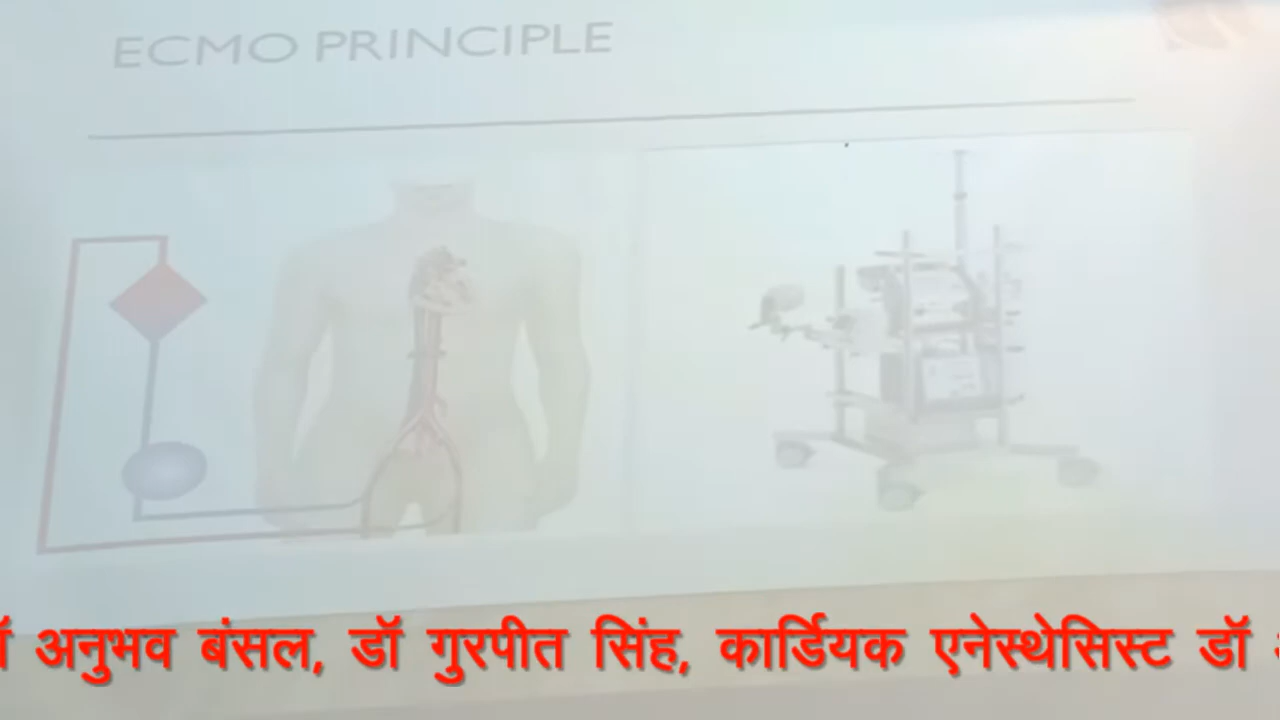 ECMO PRINCIPLE
अनुभव बंसल, डॉ गुरपीत सिंह, कार्डियक एनेस्थेसिस्ट डॉ